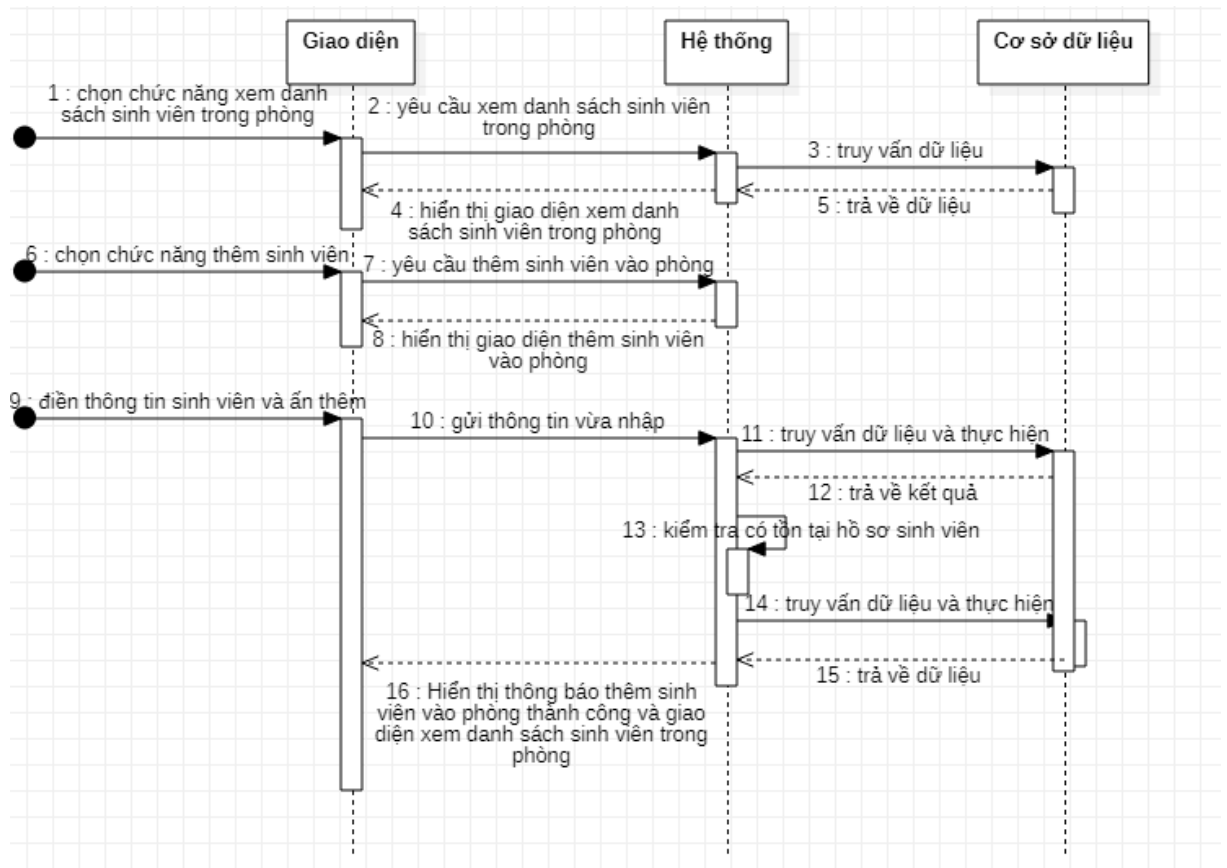 Giao diện
Hệ thống
Cơ sở dữ liệu
1 : chọn chức năng xem danh
sách sinh viên trong phòng
2 : yêu cầu xem danh sách sinh viên
trong phòng
3 : truy vấn dữ liệu
4 : hiển thị giao diện xem danh
sách sinh viên trong phòng
5 : trả về dữ liệu
6 : chọn chức năng thêm sinh viên
7 : yêu cầu thêm sinh viên vào phòng
8 : hiển thị giao diện thêm sinh viên
vào phòng
9 : điền thông tin sinh viên và ấn thêm
10 : gửi thông tin vừa nhập
11 : truy vấn dữ liệu và thực hiện
12 : trả về kết quả
13 : kiểm tra có tồn tại hồ sơ sinh viên
14 : truy vấn dữ liệu và thực hiện
15 : trả về dữ liệu
16 : Hiển thị thông báo thêm sinh
viên vào phòng thành công và giao
diện xem danh sách sinh viên trong
phòng